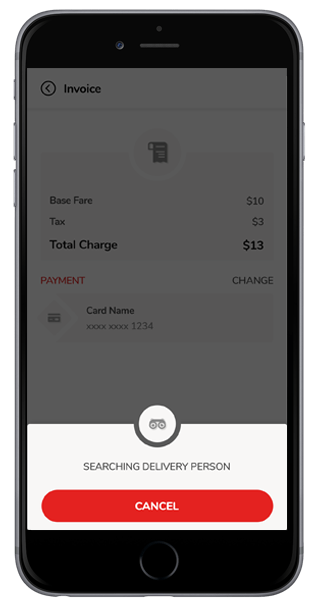 Invoice
Base Fare $10
Tax $3
Total Charge $13
PAYMENT CHANGE
Card Name
xxxx xxxx 1234
SEARCHING DELIVERY PERSON
CANCEL